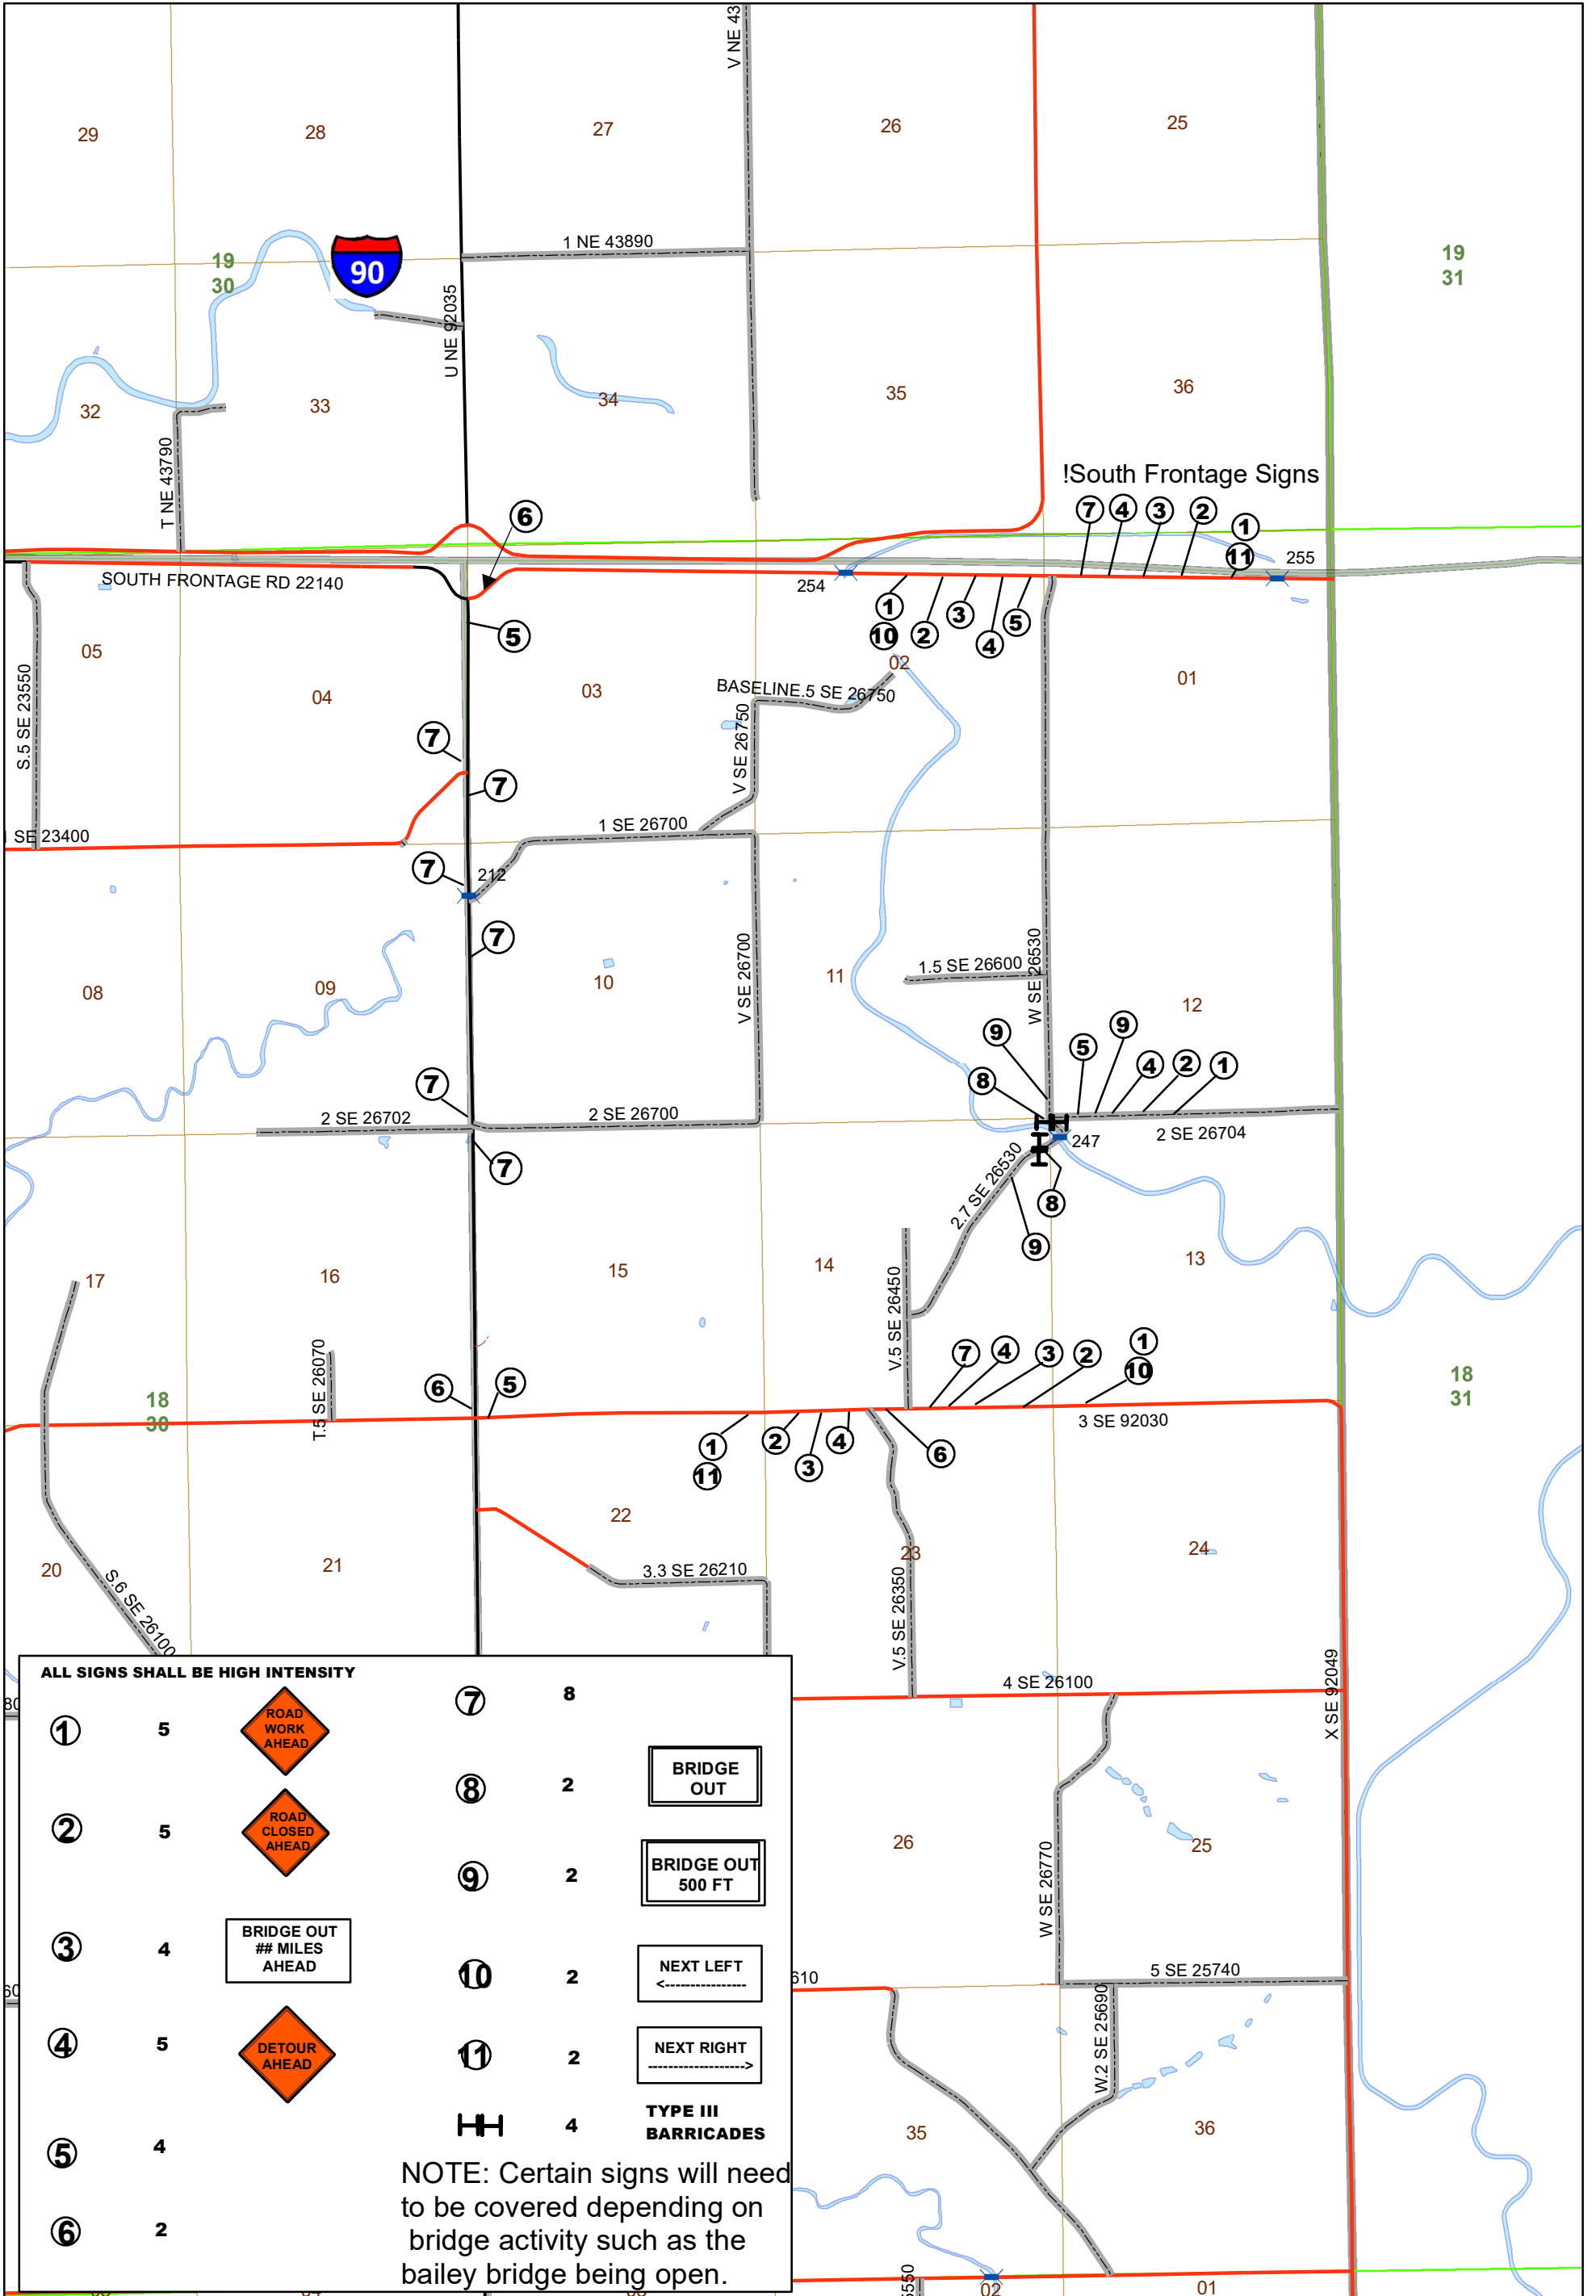 V NE 43
29
28
27
26
25
1 NE 43890
19
30
90
19
31
U NE 92035
32
33
34
35
36
T NE 43790
!South Frontage Signs
7
4
3
2
1
11
6
255
254
SOUTH FRONTAGE RD 22140
1
10
2
3
4
5
5
05
04
03
02
01
S.5 SE 23550
BASELINE.5 SE 26750
V SE 26750
7
7
1 SE 23400
1 SE 26700
7
212
7
08
09
10
11
12
V SE 26700
1.5 SE 26600
W SE 26530
9
8
5
9
4
2
1
7
2 SE 26702
2 SE 26700
2 SE 26704
247
7
2.7 SE 26530
8
9
17
16
15
14
13
V.5 SE 26450
T.5 SE 26070
18
30
18
31
7
4
3
2
1
10
6
5
3 SE 92030
1
11
2
3
4
6
20
21
22
23
24
S.6 SE 26100
3.3 SE 26210
V.5 SE 26350
4 SE 26100
X SE 92049
ALL SIGNS SHALL BE HIGH INTENSITY
1
5
ROAD
WORK
AHEAD
2
5
ROAD
CLOSED
AHEAD
3
4
BRIDGE OUT
## MILES
AHEAD
4
5
DETOUR
AHEAD
5
4
6
2
7
8
8
2
BRIDGE
OUT
9
2
BRIDGE OUT
500 FT
10
2
NEXT LEFT
<----------------
11
2
NEXT RIGHT
------------------->
4
TYPE III
BARRICADES
NOTE: Certain signs will need
to be covered depending on
bridge activity such as the
bailey bridge being open.
26
25
W SE 26770
610
5 SE 25740
W.2 SE 25690
35
36
02
01